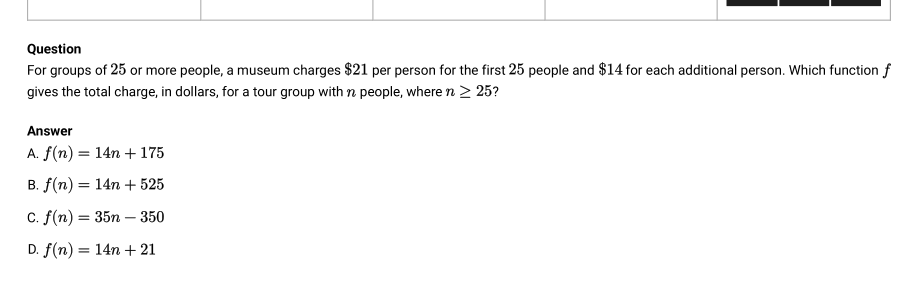 Question
For groups of 25 or more people, a museum charges $21 per person for the first 25 people and $14 for each additional person. Which function f
gives the total charge, in dollars, for a tour group with n people, where n ≥ 25?
Answer
A. f(n) = 14n + 175
B. f(n) = 14n + 525
C. f(n) = 35n − 350
D. f(n) = 14n + 21